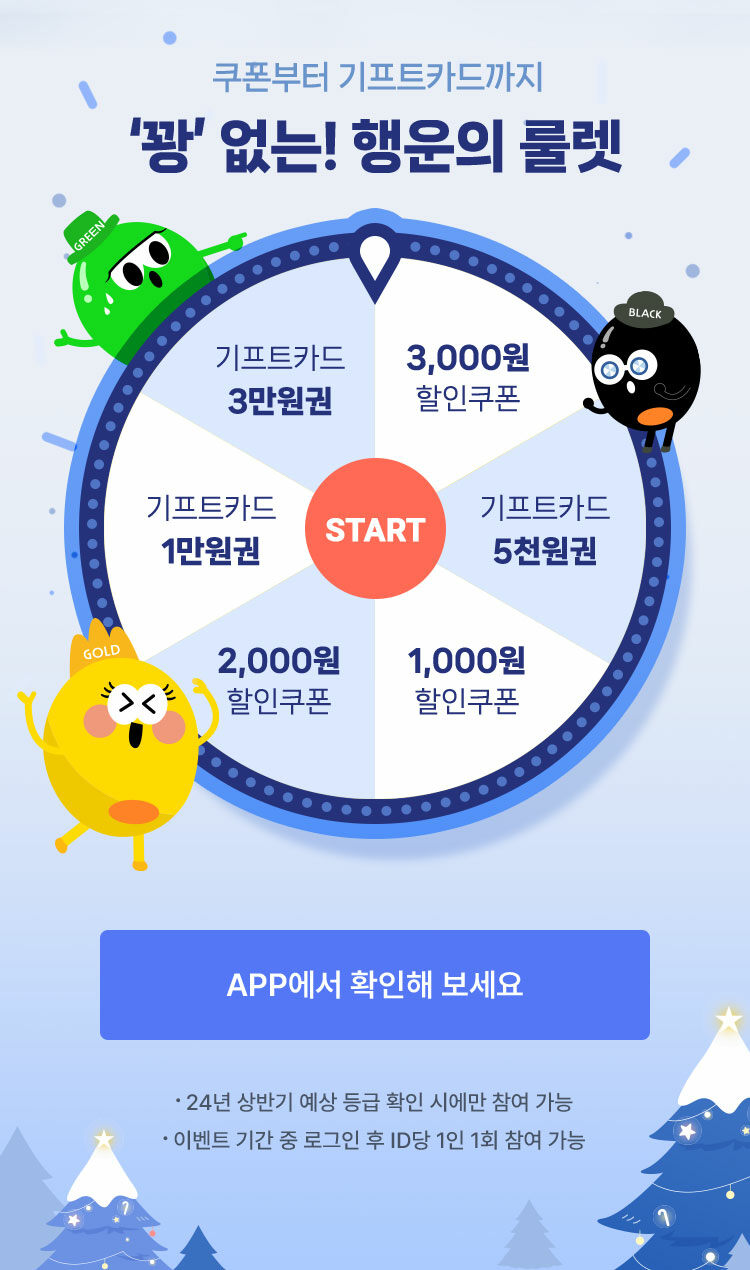 쿠폰부터 기프트카드까지
‘꽝’ 없는! 행운의 룰렛
GREEN
BLACK
기프트카드
3만원권
3,000원
할인쿠폰
기프트카드
1만원권
START
기프트카드
5천원권
GOLD
2,000원
할인쿠폰
1,000원
할인쿠폰
APP에서 확인해 보세요
· 24년 상반기 예상 등급 확인 시에만 참여 가능
· 이벤트 기간 중 로그인 후 ID당 1인 1회 참여 가능